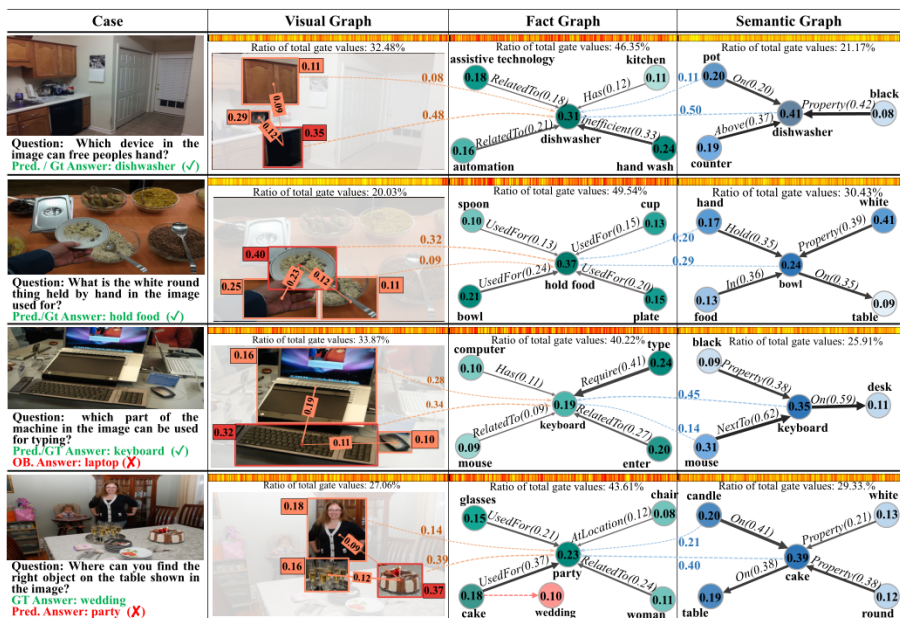 Case Visual Graph Fact Graph Semantic Graph
Question: Which device in the image can free peoples hand?
Pred. / Gt Answer: dishwasher (✓)
Ratio of total gate values: 32.48%
0.11
0.09
0.29
0.12
0.35
0.08
0.48
Ratio of total gate values: 46.35%
assistive technology
kitchen
0.18
RelatedTo(0.18)
Has(0.12)
0.11
0.31
dishwasher
RelatedTo(0.21)
Inefficient(0.33)
0.16
automation
0.24
hand wash
0.11
0.50
Ratio of total gate values: 21.17%
pot
0.20
On(0.20)
black
Property(0.42)
0.08
0.41
dishwasher
Above(0.37)
0.19
counter
Question: What is the white round thing held by hand in the image used for?
Pred./Gt Answer: hold food (✓)
Ratio of total gate values: 20.03%
0.40
0.23
0.12
0.25
0.11
0.32
0.09
Ratio of total gate values: 49.54%
spoon
cup
0.10
UsedFor(0.13)
UsedFor(0.15)
0.13
0.37
hold food
UsedFor(0.24)
UsedFor(0.20)
0.21
bowl
0.15
plate
0.20
0.29
Ratio of total gate values: 30.43%
hand
white
0.17
Hold(0.35)
Property(0.39)
0.41
0.24
bowl
In(0.36)
On(0.35)
0.13
food
0.09
table
Question: which part of the machine in the image can be used for typing?
Pred./GT Answer: keyboard (✓)
OB. Answer: laptop (✗)
Ratio of total gate values: 33.87%
0.16
0.19
0.32
0.11
0.10
0.28
0.34
Ratio of total gate values: 40.22%
computer
type
0.10
Has(0.11)
Require(0.41)
0.24
0.19
keyboard
RelatedTo(0.09)
RelatedTo(0.27)
0.09
mouse
0.20
enter
0.45
0.14
Ratio of total gate values: 25.91%
black
0.09
Property(0.38)
desk
On(0.59)
0.11
0.35
keyboard
NextTo(0.62)
0.31
mouse
Question: Where can you find the right object on the table shown in the image?
GT Answer: wedding
Pred. Answer: party (✗)
Ratio of total gate values: 27.06%
0.18
0.09
0.16
0.12
0.37
0.14
0.39
Ratio of total gate values: 43.61%
glasses
chair
0.15
UsedFor(0.21)
AtLocation(0.12)
0.08
0.23
party
UsedFor(0.37)
RelatedTo(0.24)
0.18
cake
0.10
wedding
0.11
woman
0.21
0.40
Ratio of total gate values: 29.33%
candle
white
0.20
On(0.41)
Property(0.21)
0.13
0.39
cake
On(0.38)
Property(0.38)
0.19
table
0.12
round